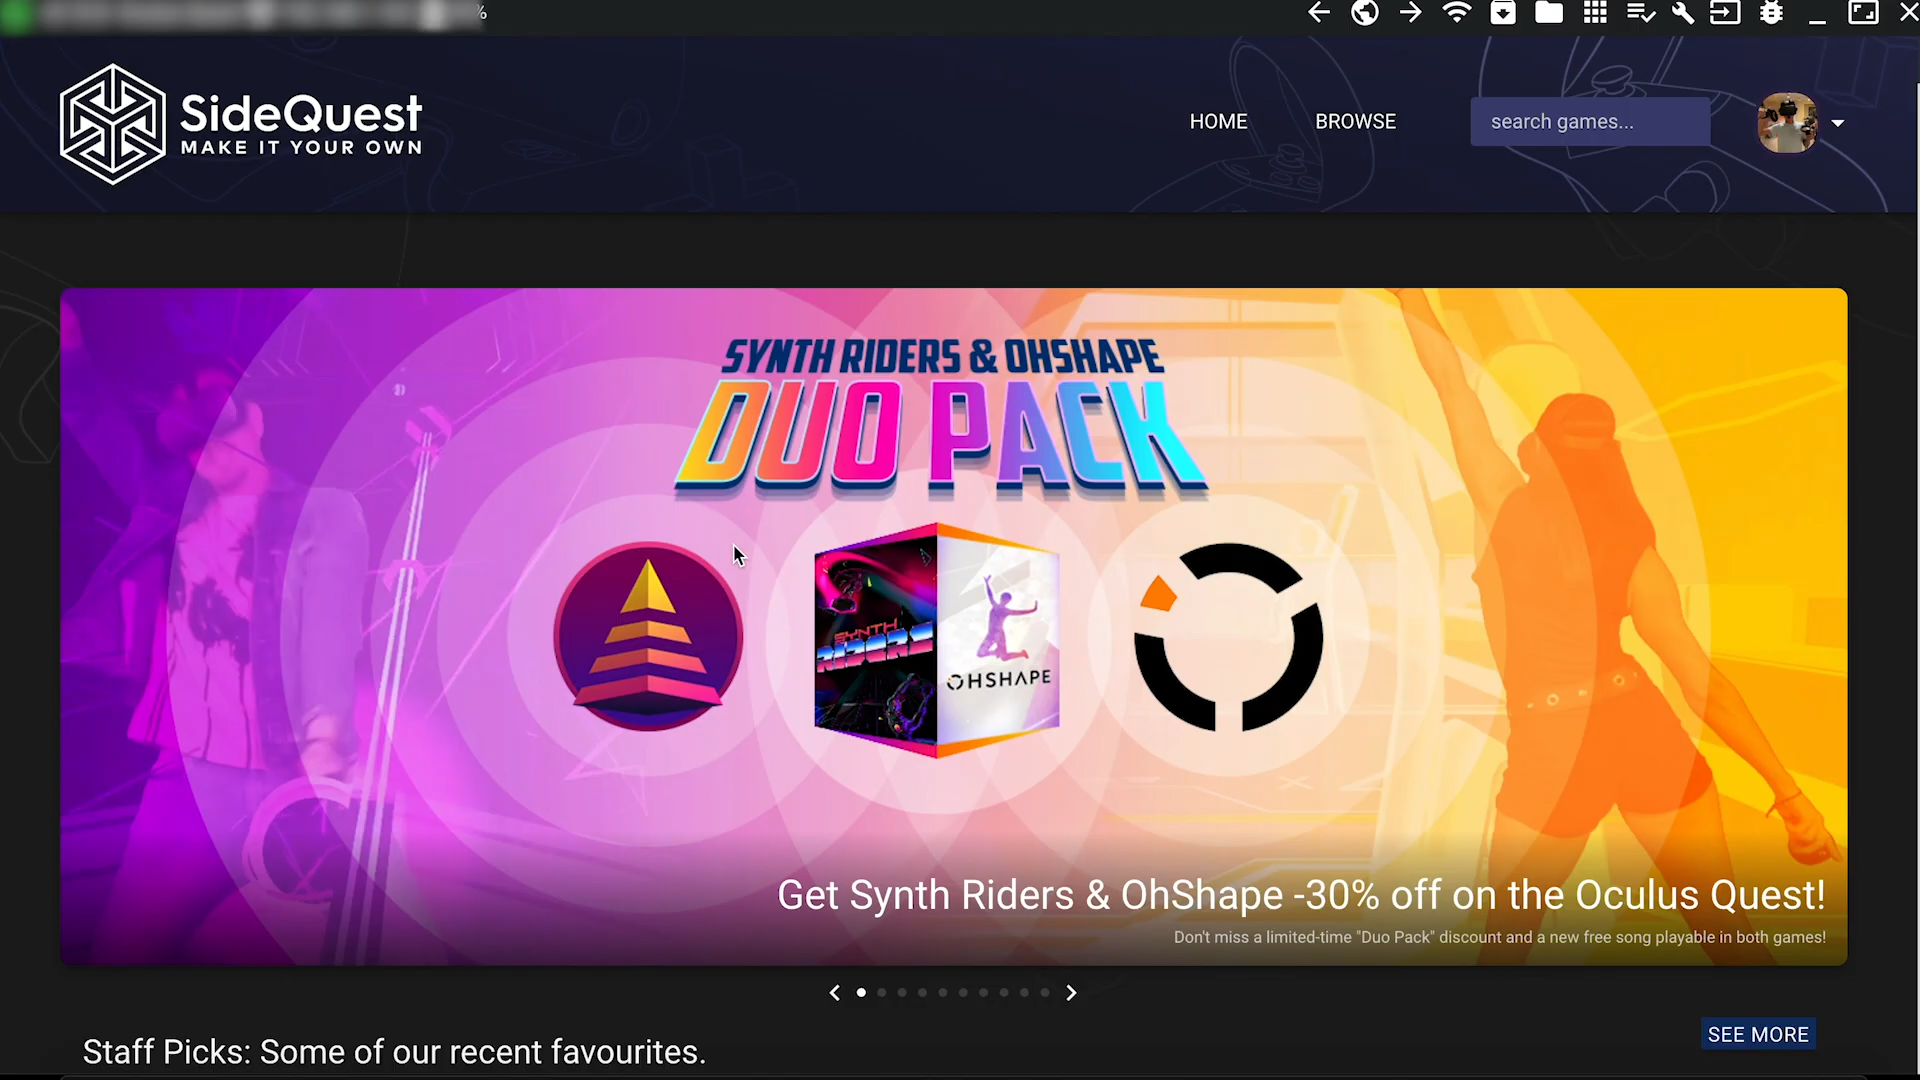 %
SideQuest
MAKE IT YOUR OWN
HOME
BROWSE
search games...
SYNTH RIDERS & OHSHAPE
DUO PACK
SYNTH
RIDERS
OHSHAPE
Get Synth Riders & OhShape -30% off on the Oculus Quest!
Don't miss a limited-time "Duo Pack" discount and a new free song playable in both games!
Staff Picks: Some of our recent favourites.
SEE MORE